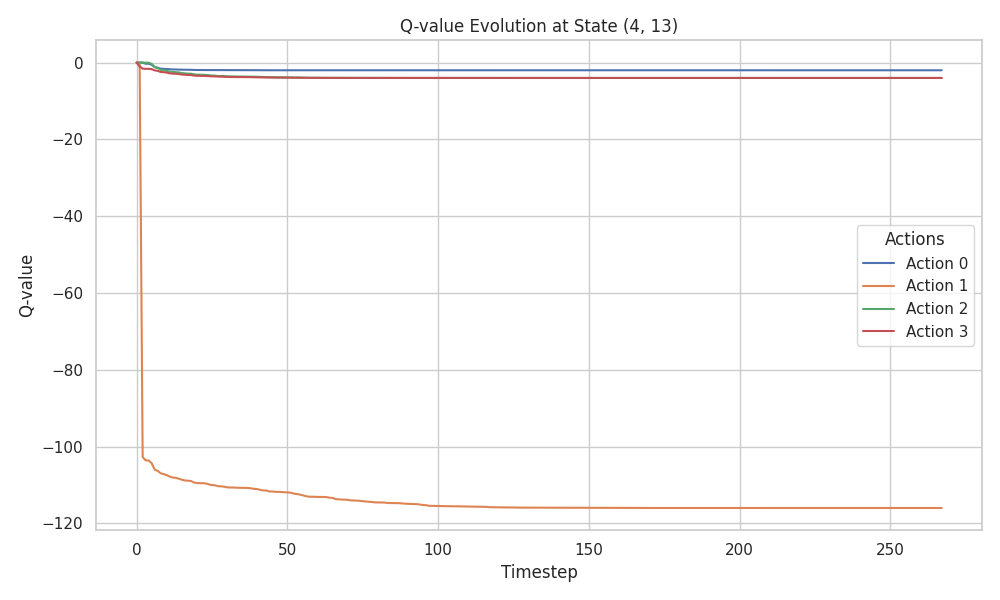 Q-value Evolution at State (4, 13)
Q-value
0
−20
−40
−60
−80
−100
−120
Actions
Action 0
Action 1
Action 2
Action 3
0 50 100 150 200 250
Timestep